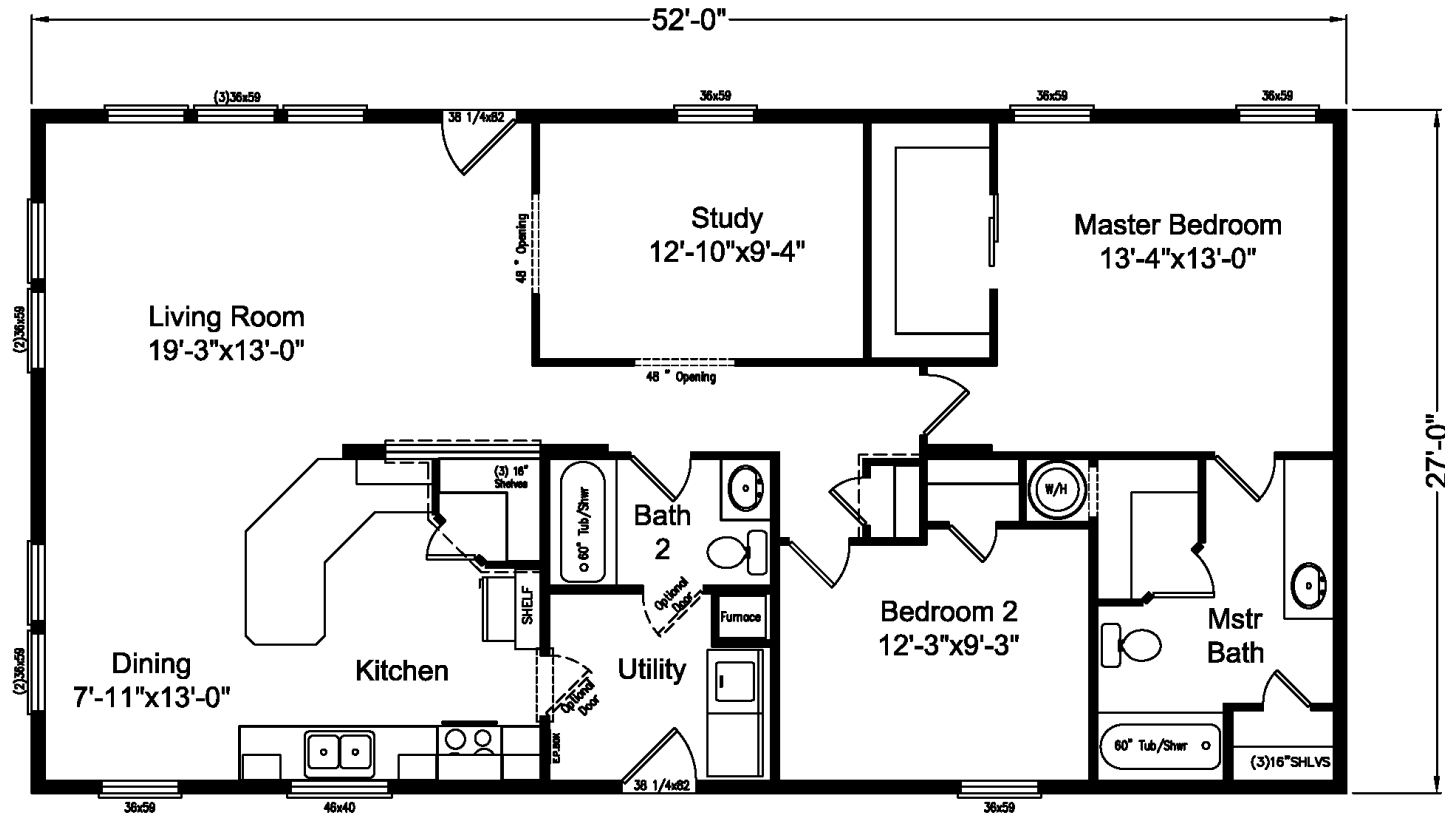 52'-0"
(3)36x59
36x59
36x59
36x59
38 1/4x82
27'-0"
(2)36x59
Living Room
19'-3"x13'-0"
48 " Opening
Study
12'-10"x9'-4"
48 " Opening
Master Bedroom
13'-4"x13'-0"
(3) 16"
Shelves
60" Tub/Shwr
Bath
2
W/H
Optional
Door
SHELF
Furnace
Bedroom 2
12'-3"x9'-3"
Mstr
Bath
(2)36x59
Dining
7'-11"x13'-0"
Kitchen
Utility
Optional
Door
E.P.BOX
60" Tub/Shwr
(3)16"SHLVS
36x59
46x40
38 1/4x82
36x59